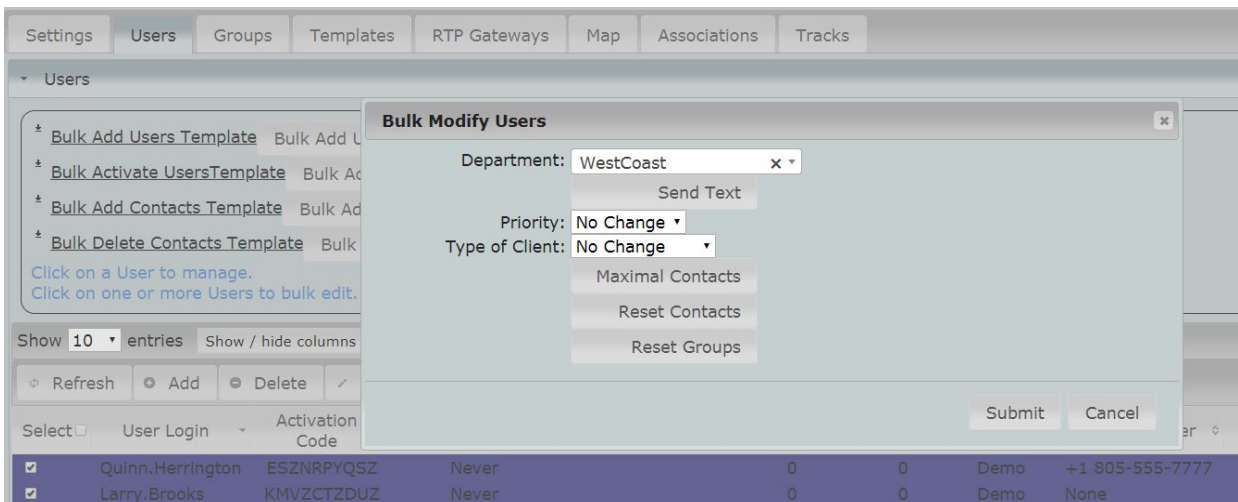 Settings Users Groups Templates RTP Gateways Map Associations Tracks
Users
Bulk Modify Users
Bulk Add Users Template Bulk Add U
Department: WestCoast
Bulk Activate UsersTemplate Bulk Ac
Send Text
Bulk Add Contacts Template Bulk Ad
Priority: No Change
Bulk Delete Contacts Template Bulk
Type of Client: No Change
Click on a User to manage.
Maximal Contacts
Click on one or more Users to bulk edit.
Reset Contacts
Show 10 entries Show / hide columns
Reset Groups
Refresh Add Delete
Submit Cancel
Select User Login Activation Code er
Quinn.Herrington ESZNRPYQSZ Never 0 0 Demo +1 805-555-7777
Larry.Brooks KMVZCTZDUZ Never 0 0 Demo None